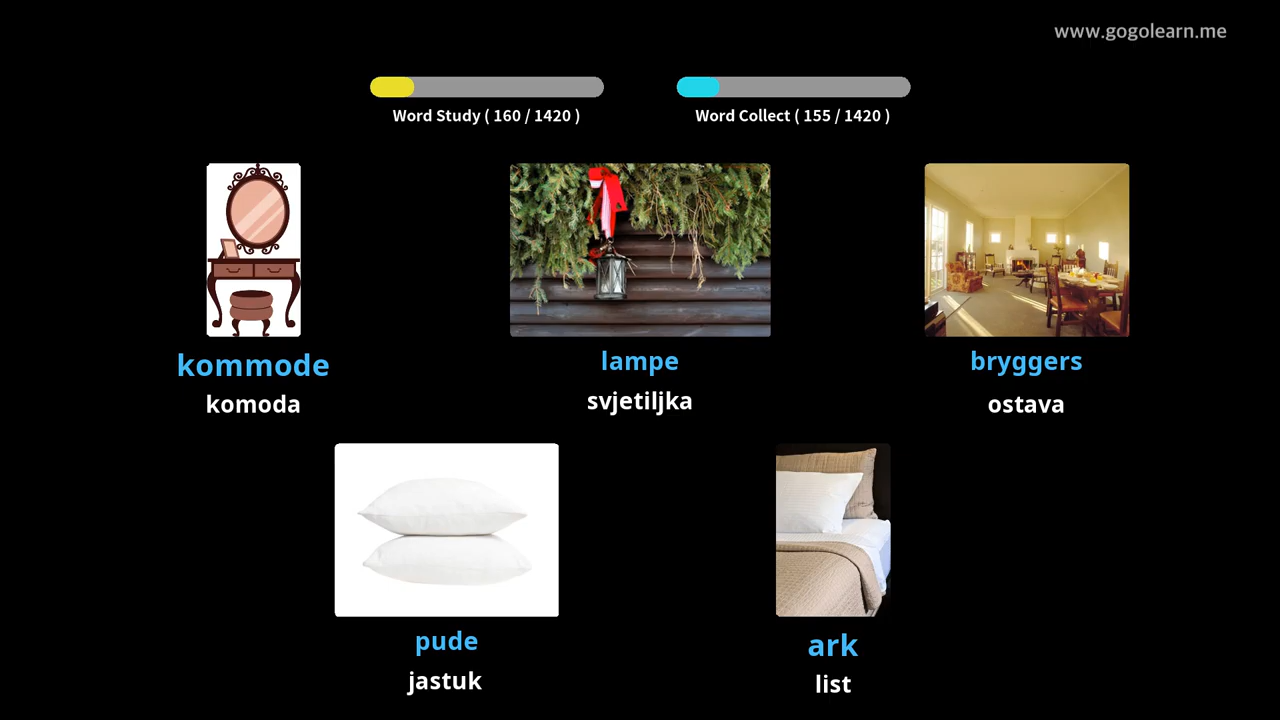 www.gogolearn.me
Word Study ( 160 / 1420 )
Word Collect ( 155 / 1420 )
kommode
komoda
lampe
svjetiljka
bryggers
ostava
pude
jastuk
ark
list